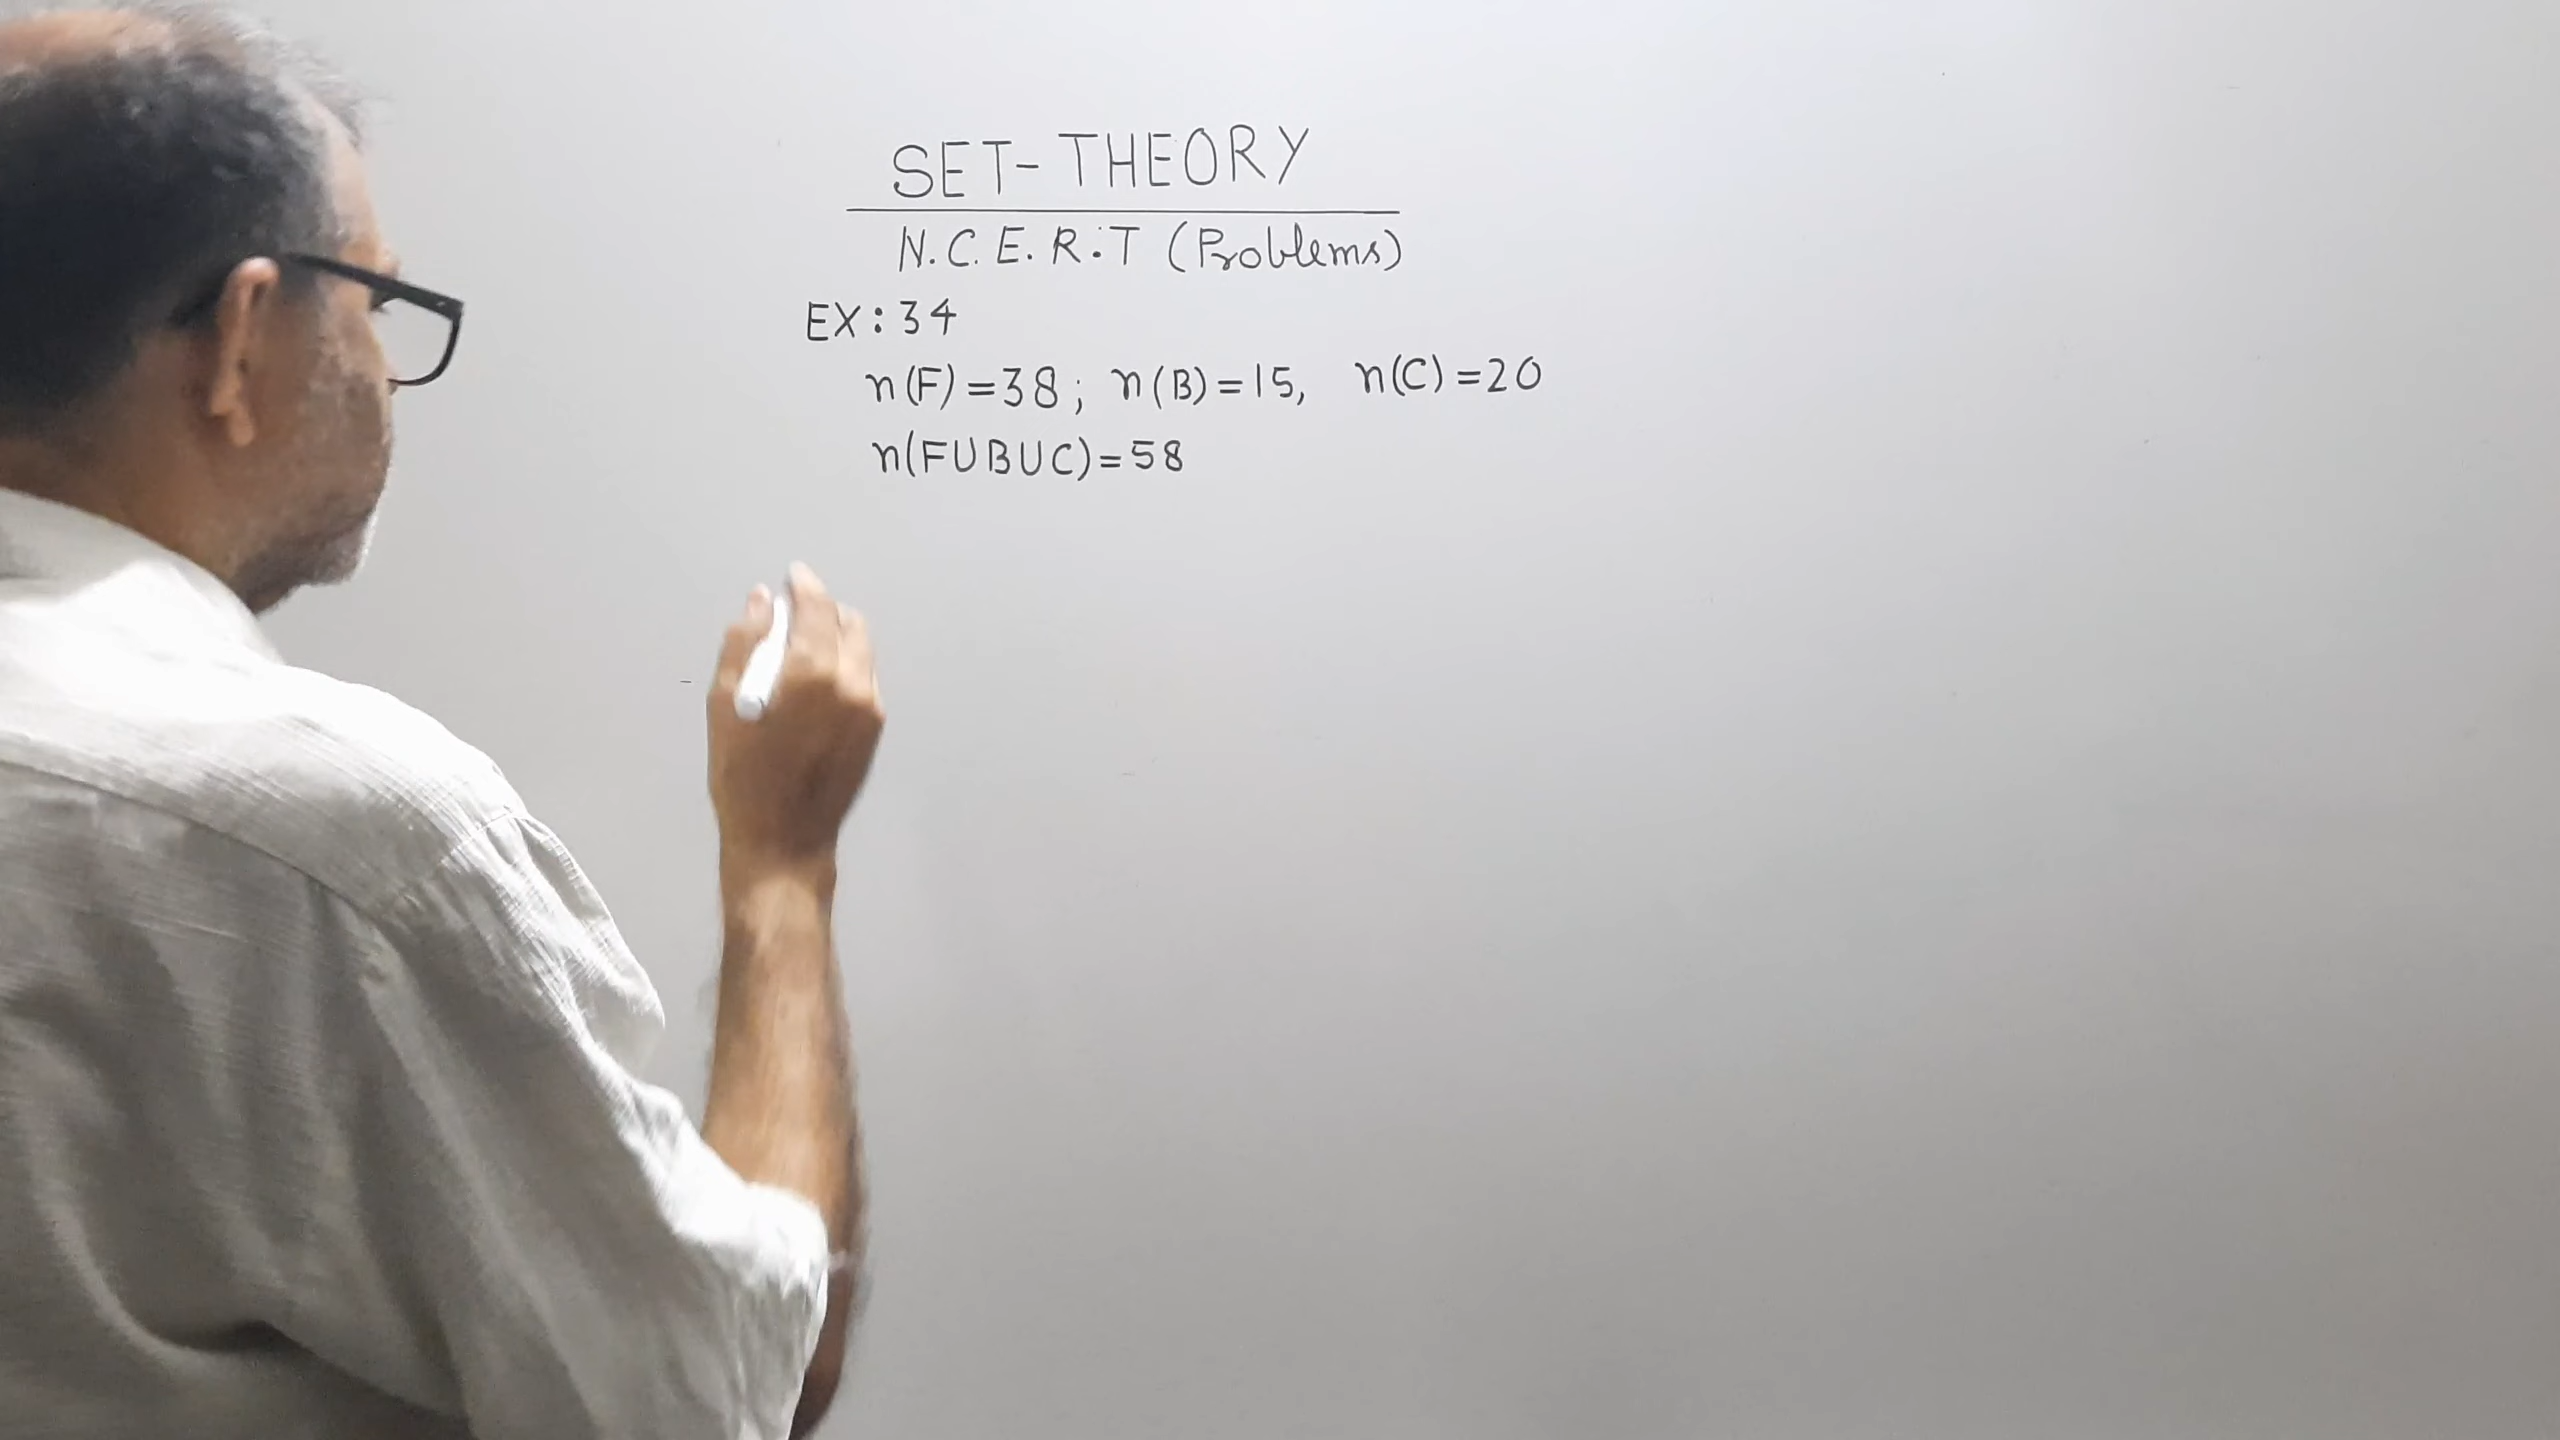 SET-THEORY
N.C.E.R.T (Problems)
EX: 34
n(F)=38; n(B)=15, n(C)=20
n(FUBUC)=58